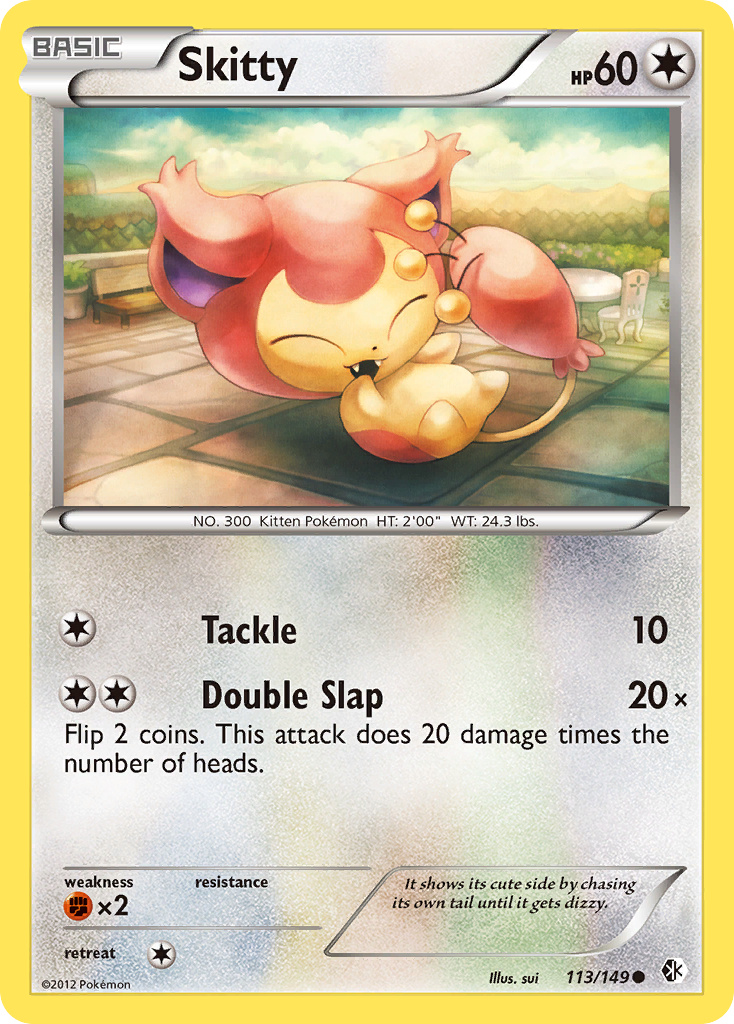 BASIC
Skitty
HP60
NO. 300 Kitten Pokémon HT: 2'00" WT: 24.3 lbs.
Tackle 10
Double Slap 20×
Flip 2 coins. This attack does 20 damage times the
number of heads.
weakness resistance
×2
It shows its cute side by chasing
its own tail until it gets dizzy.
retreat
©2012 Pokémon
Illus. sui 113/149